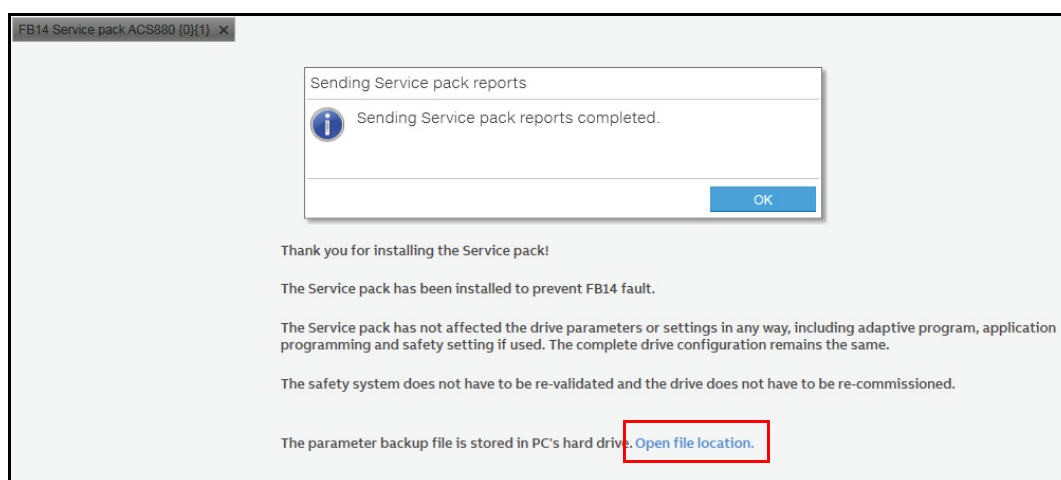 FB14 Service pack ACS880 {0}{1} ×
Sending Service pack reports
Sending Service pack reports completed.
OK
Thank you for installing the Service pack!
The Service pack has been installed to prevent FB14 fault.
The Service pack has not affected the drive parameters or settings in any way, including adaptive program, application
programming and safety setting if used. The complete drive configuration remains the same.
The safety system does not have to be re-validated and the drive does not have to be re-commissioned.
The parameter backup file is stored in PC's hard drive. Open file location.